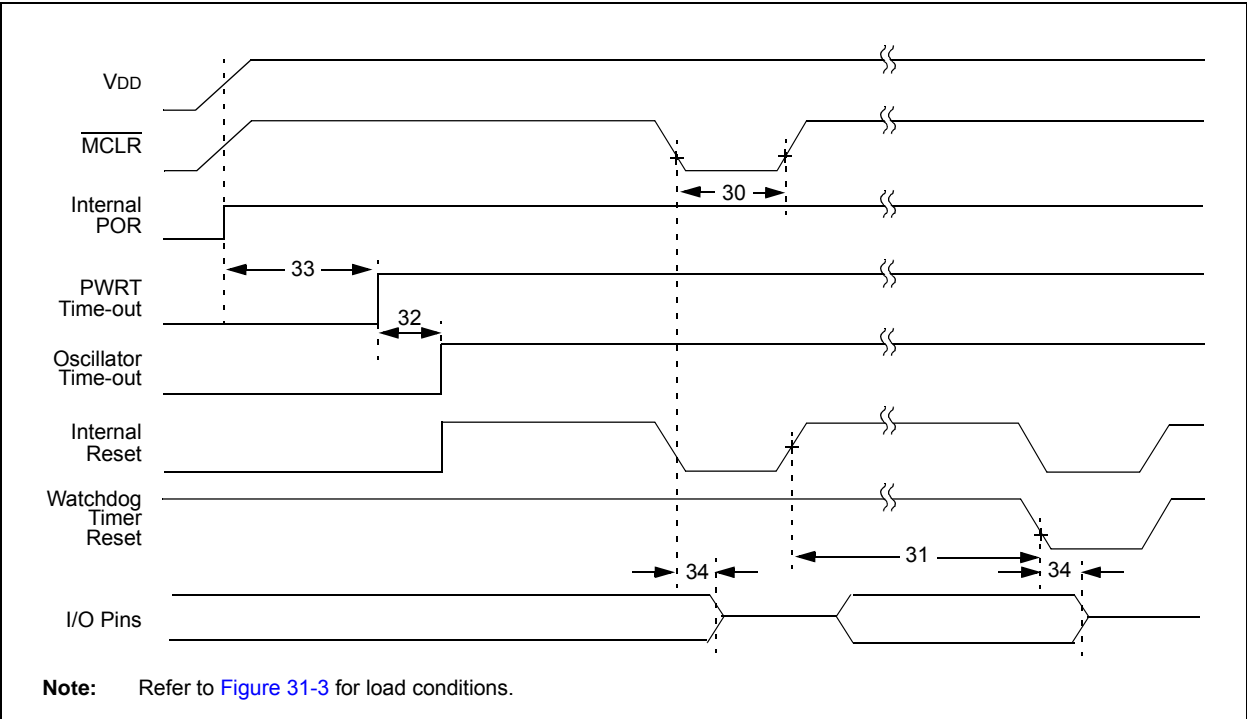 VDD
MCLR
30
Internal
POR
33
PWRT
Time-out
32
Oscillator
Time-out
Internal
Reset
Watchdog
Timer
Reset
31
34
34
I/O Pins
Note: Refer to Figure 31-3 for load conditions.